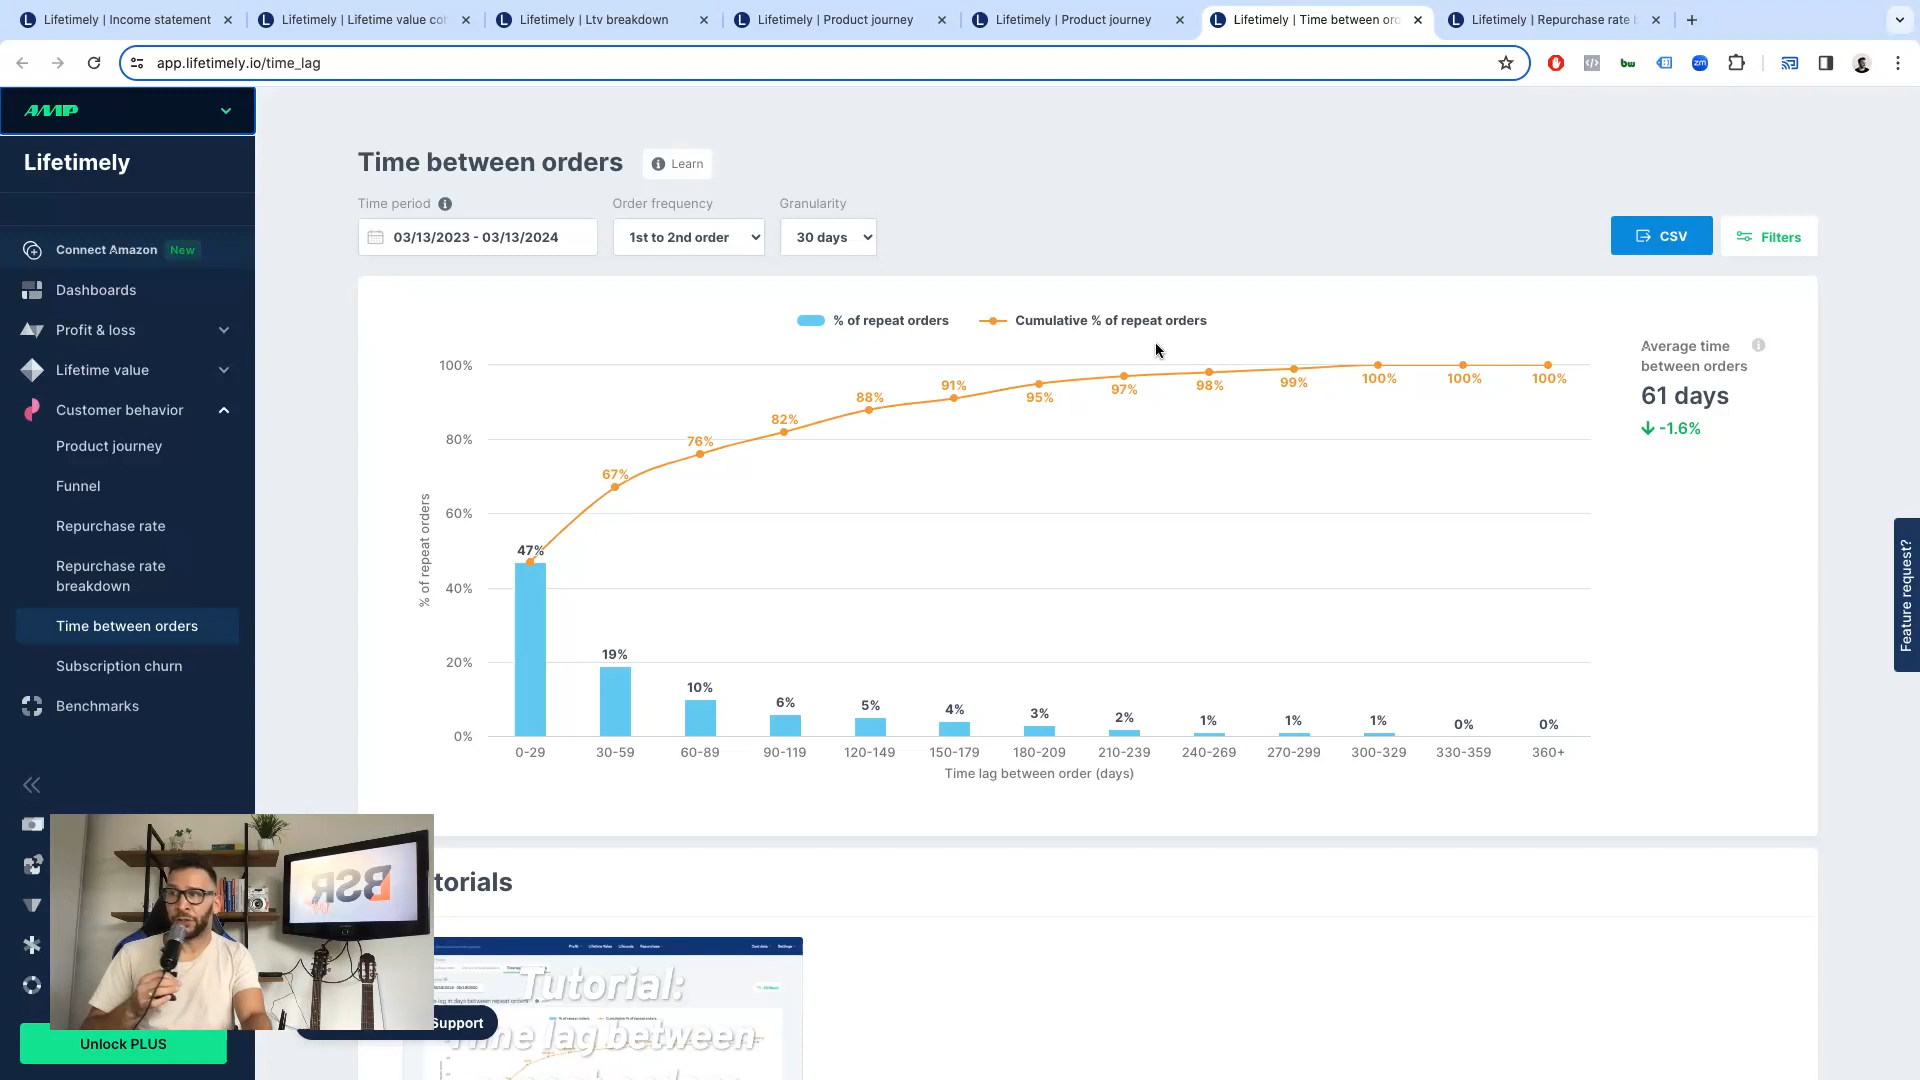 Lifetimely | Income statement
Lifetimely | Lifetime value co
Lifetimely | Ltv breakdown
Lifetimely | Product journey
Lifetimely | Product journey
Lifetimely | Time between or
Lifetimely | Repurchase rate
app.lifetimely.io/time_lag
AMP
Lifetimely
Connect Amazon New
Dashboards
Profit & loss
Lifetime value
Customer behavior
Product journey
Funnel
Repurchase rate
Repurchase rate
breakdown
Time between orders
Subscription churn
Benchmarks
Unlock PLUS
Time between orders
Learn
Time period
Order frequency
Granularity
03/13/2023 - 03/13/2024
1st to 2nd order
30 days
CSV
Filters
% of repeat orders
Cumulative % of repeat orders
Average time
between orders
61 days
-1.6%
% of repeat orders
100%
80%
60%
40%
20%
0%
47%
67%
76%
82%
88%
91%
95%
97%
98%
99%
100%
100%
100%
19%
10%
6%
5%
4%
3%
2%
1%
1%
1%
0%
0%
0-29
30-59
60-89
90-119
120-149
150-179
180-209
210-239
240-269
270-299
300-329
330-359
360+
Time lag between order (days)
Feature request?
torials
BSR
Tutorial:
Time lag between
repeat orders
Support